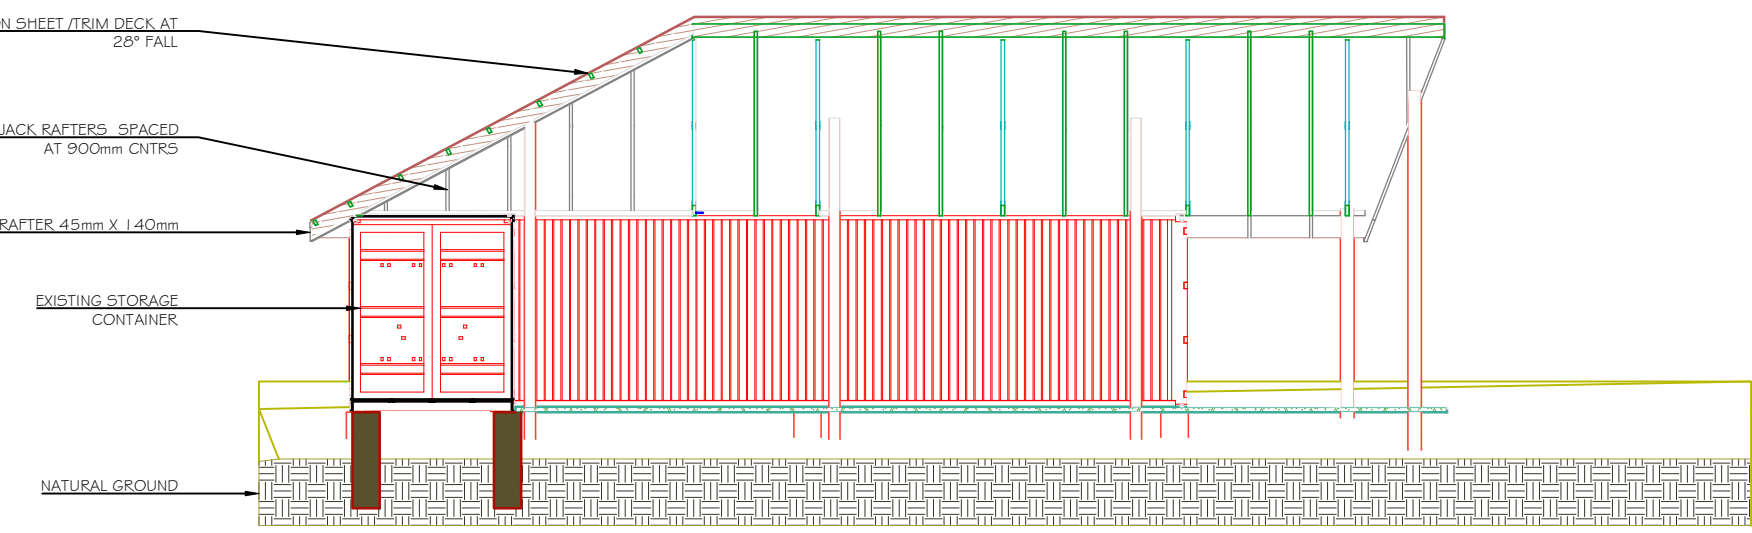 SHEET /TRIM DECK AT
28° FALL
JACK RAFTERS SPACED
AT 900mm CNTRS
RAFTER 45mm X 140mm
EXISTING STORAGE
CONTAINER
NATURAL GROUND